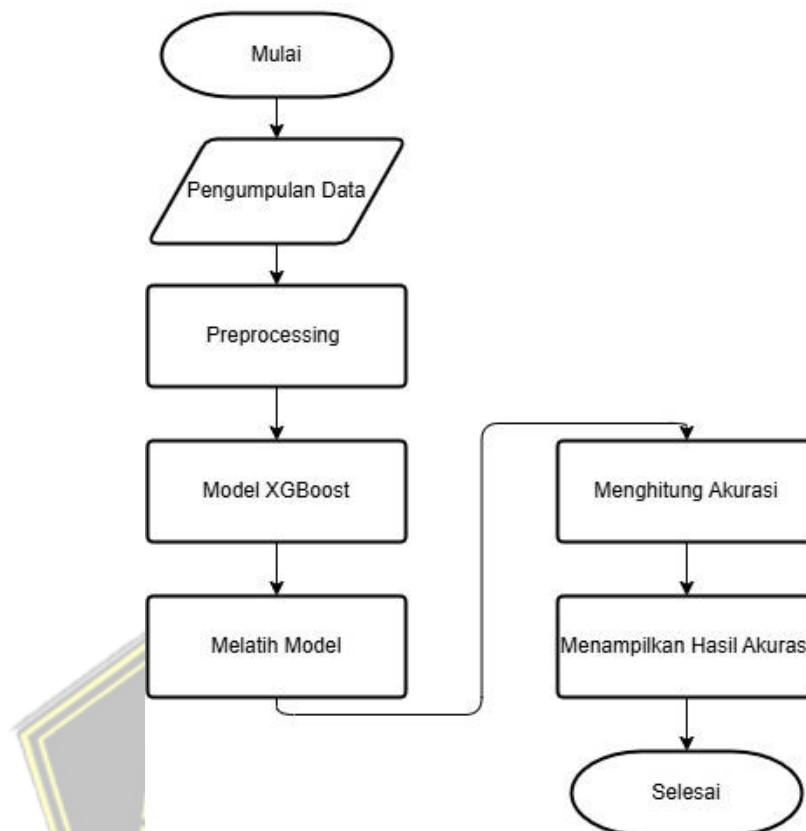 Mulai
Pengumpulan Data
Preprocessing
Model XGBoost
Melatih Model
Menghitung Akurasi
Menampilkan Hasil Akuras
Selesai